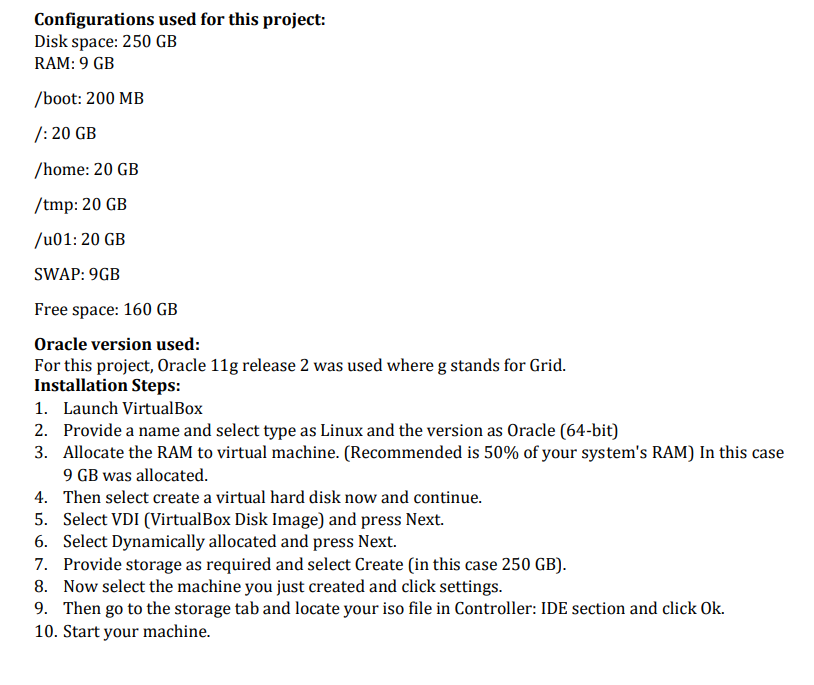 Configurations used for this project:
Disk space: 250 GB
RAM: 9 GB
/boot: 200 MB
/: 20 GB
/home: 20 GB
/tmp: 20 GB
/u01: 20 GB
SWAP: 9GB
Free space: 160 GB
Oracle version used:
For this project, Oracle 11g release 2 was used where g stands for Grid.
Installation Steps:
1. Launch VirtualBox
2. Provide a name and select type as Linux and the version as Oracle (64-bit)
3. Allocate the RAM to virtual machine. (Recommended is 50% of your system's RAM) In this case
9 GB was allocated.
4. Then select create a virtual hard disk now and continue.
5. Select VDI (VirtualBox Disk Image) and press Next.
6. Select Dynamically allocated and press Next.
7. Provide storage as required and select Create (in this case 250 GB).
8. Now select the machine you just created and click settings.
9. Then go to the storage tab and locate your iso file in Controller: IDE section and click Ok.
10. Start your machine.